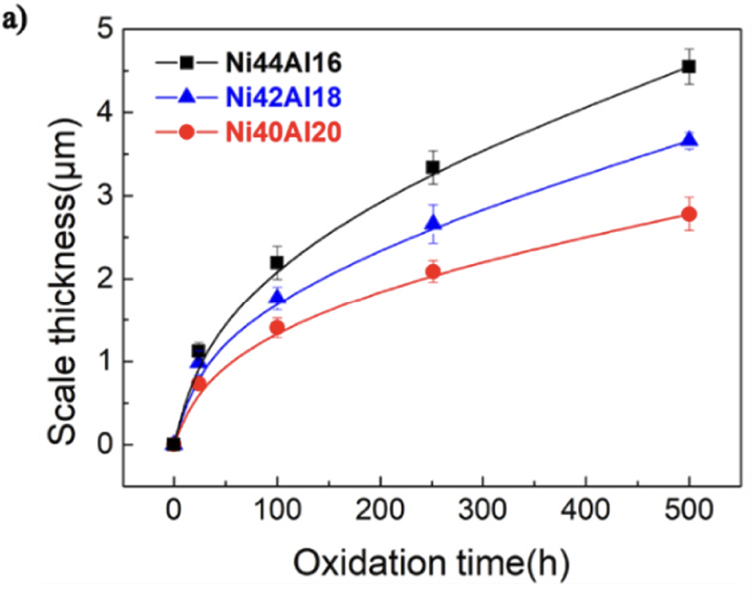 a)
Ni44Al16
Ni42Al18
Ni40Al20
5
4
3
2
1
0
Scale thickness(μm)
0 100 200 300 400 500
Oxidation time(h)